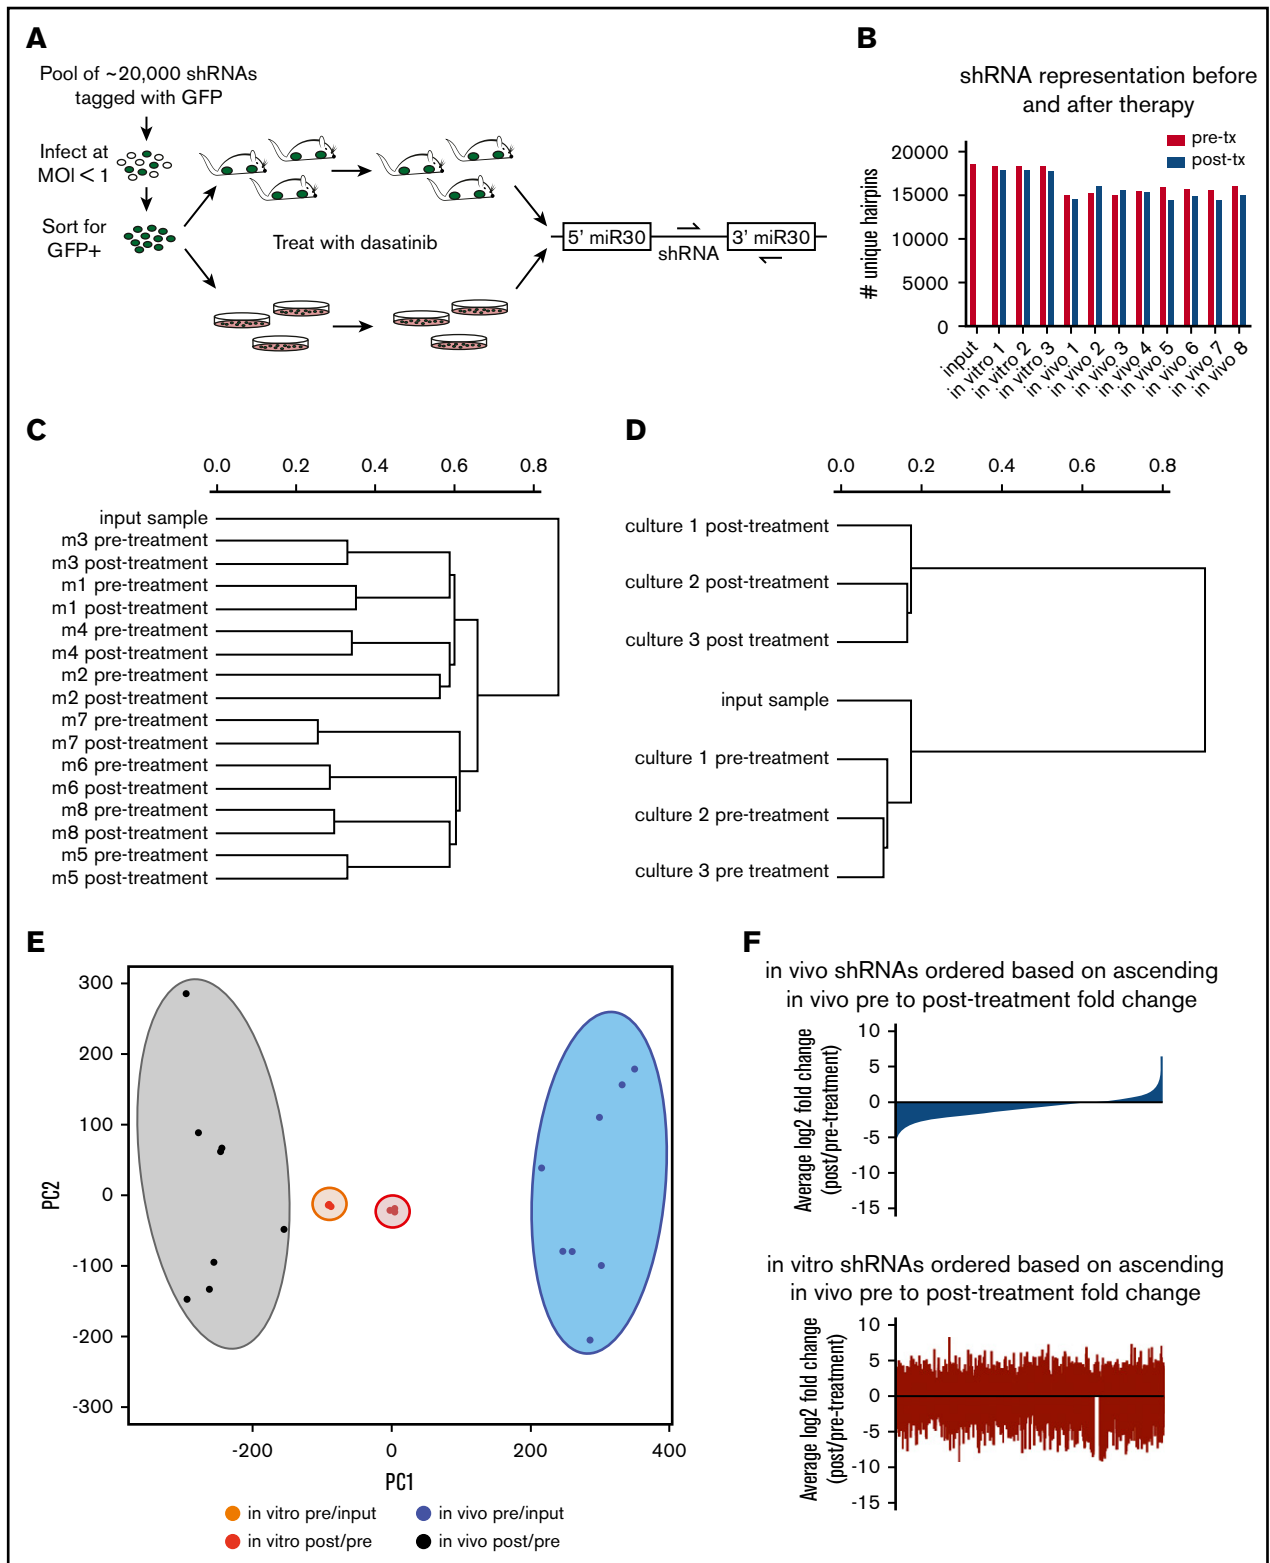 A
Pool of ~20,000 shRNAs
tagged with GFP
Infect at
MOI < 1
Sort for
GFP+
Treat with dasatinib
5' miR30
shRNA
3' miR30
B
shRNA representation before
and after therapy
pre-tx
post-tx
# unique hairpins
20000
15000
10000
5000
0
input
in vitro 1
in vitro 2
in vitro 3
in vivo 1
in vivo 2
in vivo 3
in vivo 4
in vivo 5
in vivo 6
in vivo 7
in vivo 8
C
0.0 0.2 0.4 0.6 0.8
input sample
m3 pre-treatment
m3 post-treatment
m1 pre-treatment
m1 post-treatment
m4 pre-treatment
m4 post-treatment
m2 pre-treatment
m2 post-treatment
m7 pre-treatment
m7 post-treatment
m6 pre-treatment
m6 post-treatment
m8 pre-treatment
m8 post-treatment
m5 pre-treatment
m5 post-treatment
D
0.0 0.2 0.4 0.6 0.8
culture 1 post-treatment
culture 2 post-treatment
culture 3 post treatment
input sample
culture 1 pre-treatment
culture 2 pre-treatment
culture 3 pre treatment
E
PC2
300
200
100
0
-100
-200
-300
-200 0 200 400
PC1
in vitro pre/input
in vivo pre/input
in vitro post/pre
in vivo post/pre
F
in vivo shRNAs ordered based on ascending
in vivo pre to post-treatment fold change
Average log2 fold change
(post/pre-treatment)
10
5
0
-5
-10
-15
in vitro shRNAs ordered based on ascending
in vivo pre to post-treatment fold change
Average log2 fold change
(post/pre-treatment)
10
5
0
-5
-10
-15